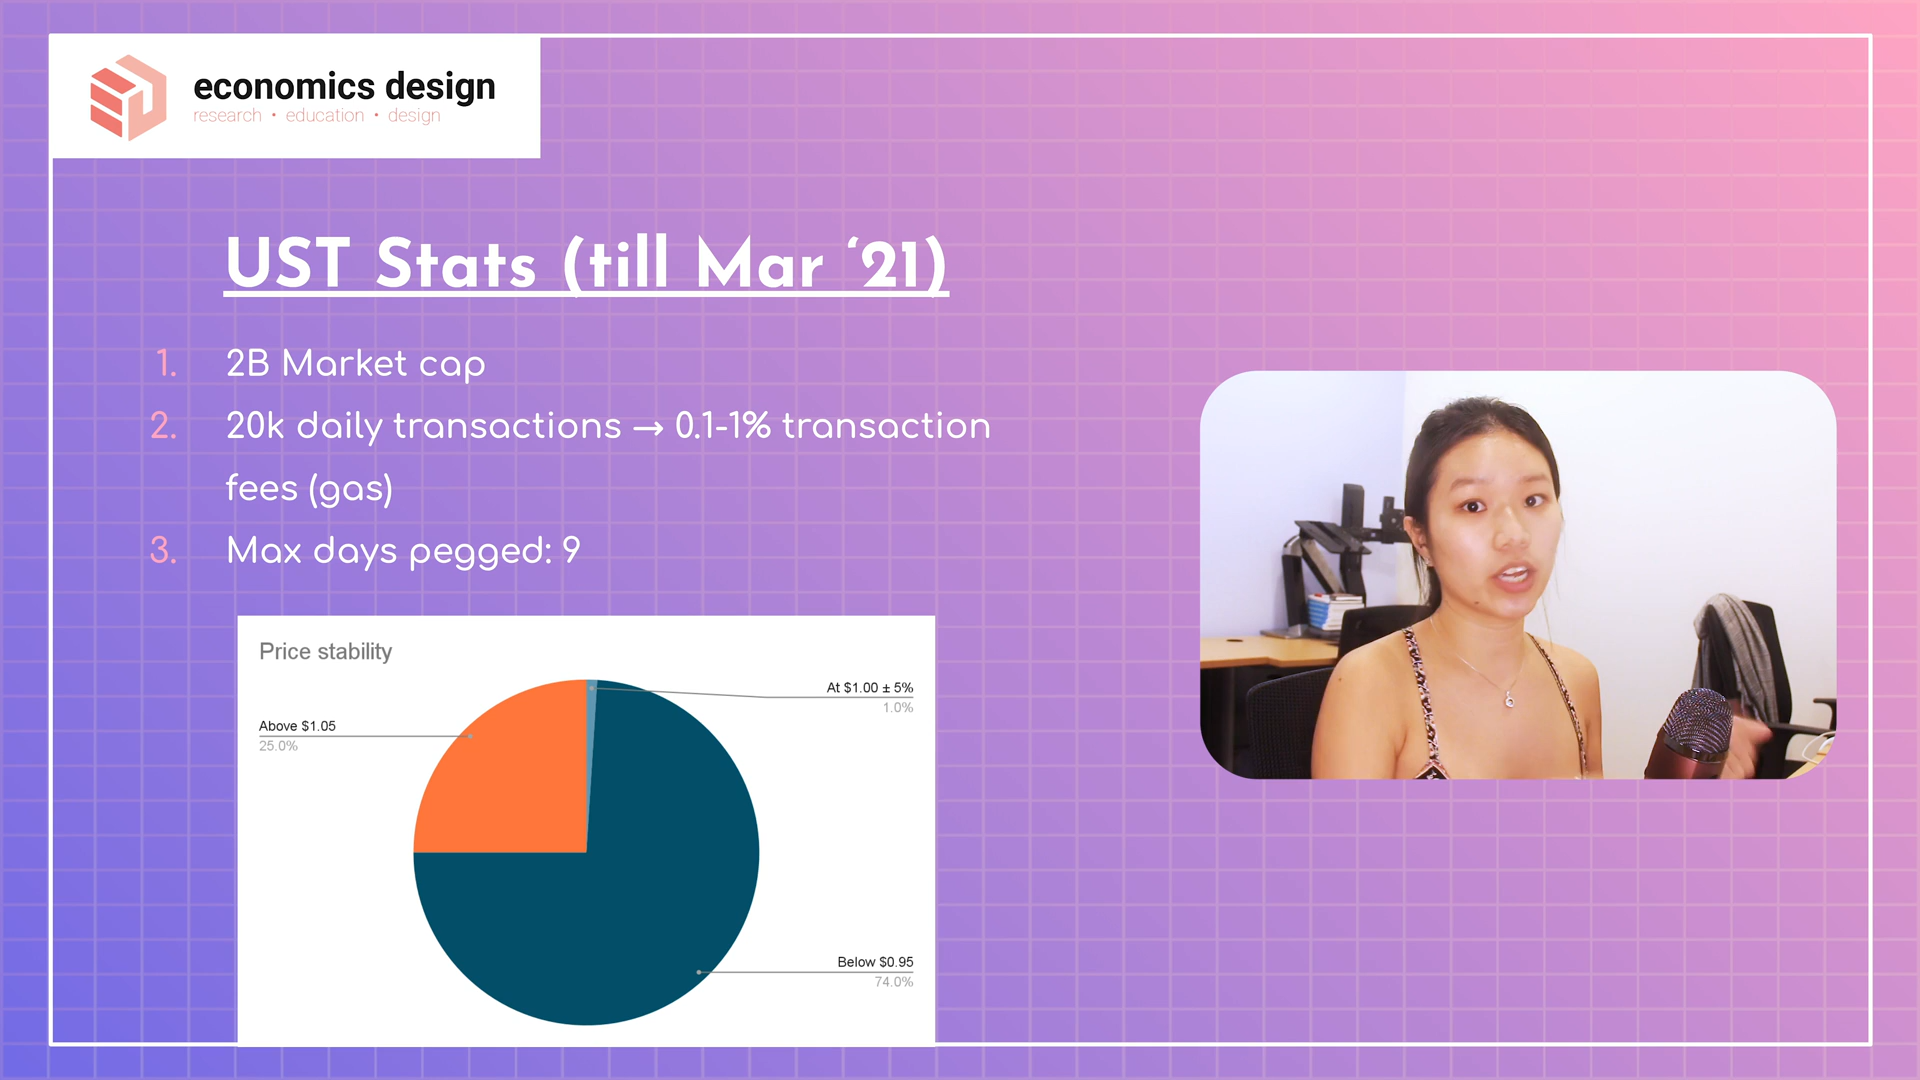 economics design
research • education • design
UST Stats (till Mar ‘21)
1. 2B Market cap
2. 20k daily transactions → 0.1-1% transaction
fees (gas)
3. Max days pegged: 9
Price stability
At $1.00 ± 5%
1.0%
Above $1.05
25.0%
Below $0.95
74.0%